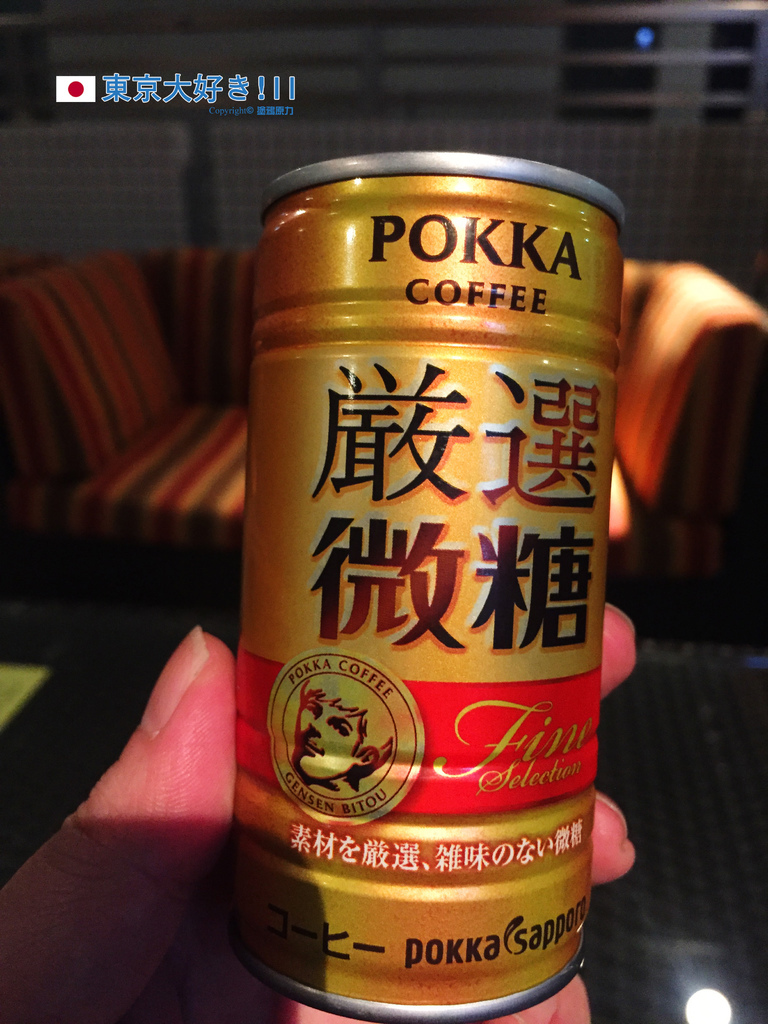 東京大好き!!!
Copyright©
POKKA
COFFEE
厳選
微糖
POKKA COFFEE
GENSEN BITOU
Fine
Selection
素材を厳選、雑味のない微糖
コーヒー pokka sapporo